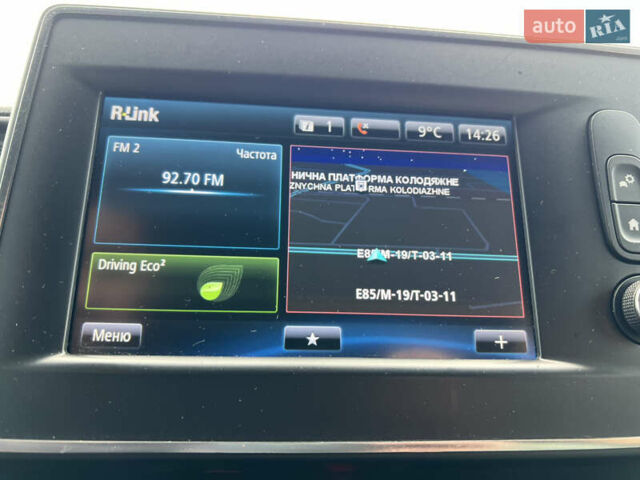 auto RIA .com
R-Link
1 9°C 14:26
FM 2
Частота
92.70 FM
НИЧНА ПЛАТФОРМА КОЛОДЯЖНЕ
ZNYCHNA PLATFORMA KOLODIAZHNE
E85/M-19/T-03-11
E85/M-19/T-03-11
Driving Eco²
Меню